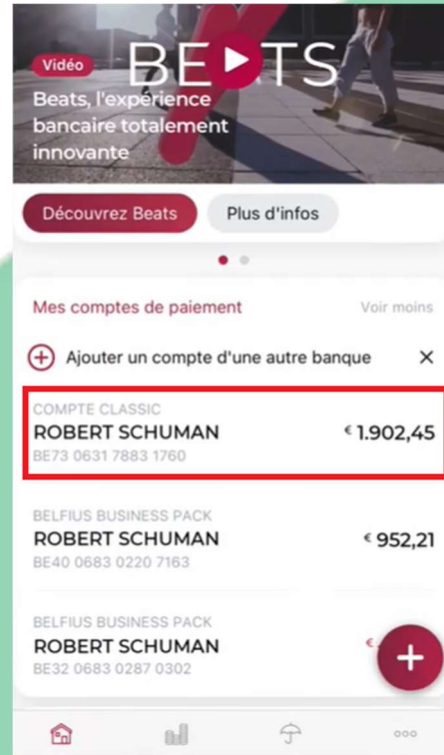 BEATS
Vidéo
Beats, l'expérience
bancaire totalement
innovante
Découvrez Beats Plus d'infos
Mes comptes de paiement Voir moins
Ajouter un compte d'une autre banque
COMPTE CLASSIC
ROBERT SCHUMAN € 1.902,45
BE73 0631 7883 1760
BELFIUS BUSINESS PACK
ROBERT SCHUMAN € 952,21
BE40 0683 0220 7163
BELFIUS BUSINESS PACK
ROBERT SCHUMAN €
BE32 0683 0287 0302